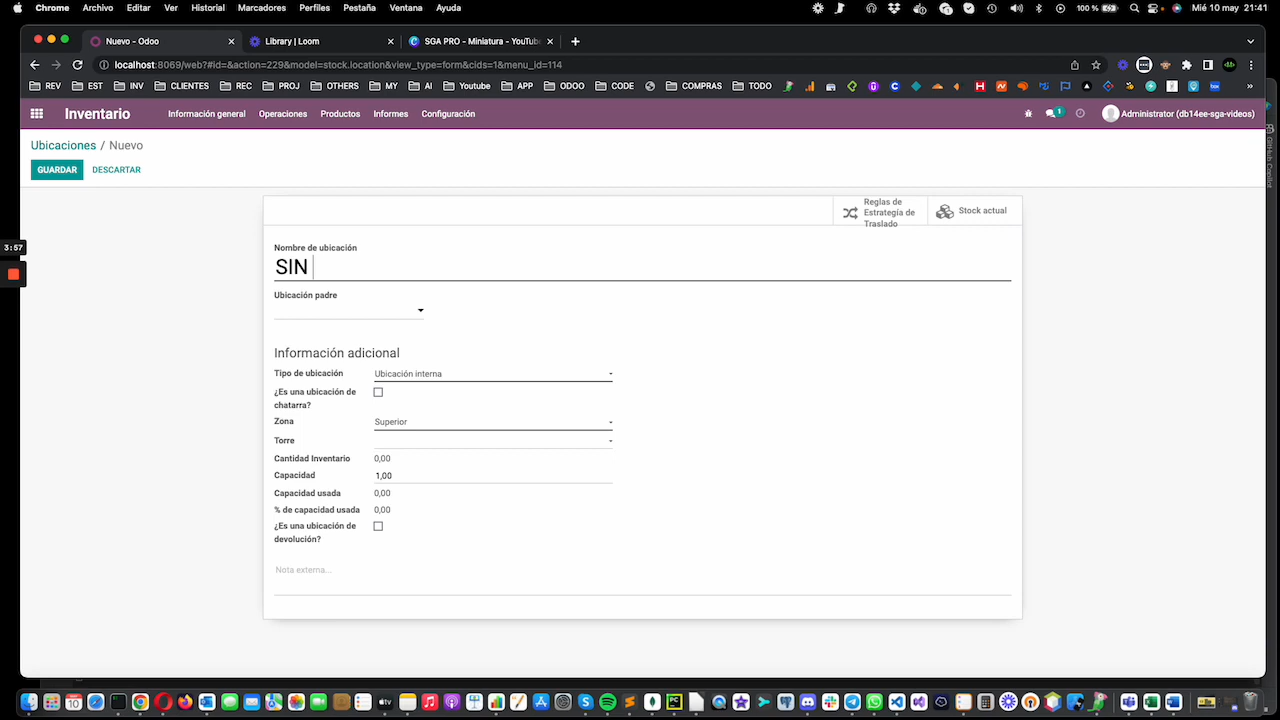 Chrome Archivo Editar Ver Historial Marcadores Perfiles Pestaña Ventana Ayuda 100 % Mié 10 may 21:41
Nuevo - Odoo Library | Loom SGA PRO - Miniatura - YouTube
localhost:8069/web?#id=&action=229&model=stock.location&view_type=form&cids=1&menu_id=114
REV EST INV CLIENTES REC PROJ OTHERS MY AI Youtube APP ODOO CODE COMPRAS TODO
Inventario Información general Operaciones Productos Informes Configuración 1 Administrator (db14ee-sga-videos)
GitHub Copilot
Ubicaciones / Nuevo
GUARDAR DESCARTAR
Reglas de
Estrategía de
Traslado
Stock actual
3:57
Nombre de ubicación
SIN
Ubicación padre
Información adicional
Tipo de ubicación Ubicación interna
¿Es una ubicación de
chatarra?
Zona Superior
Torre
Cantidad Inventario 0,00
Capacidad 1,00
Capacidad usada 0,00
% de capacidad usada 0,00
¿Es una ubicación de
devolución?
Nota externa...